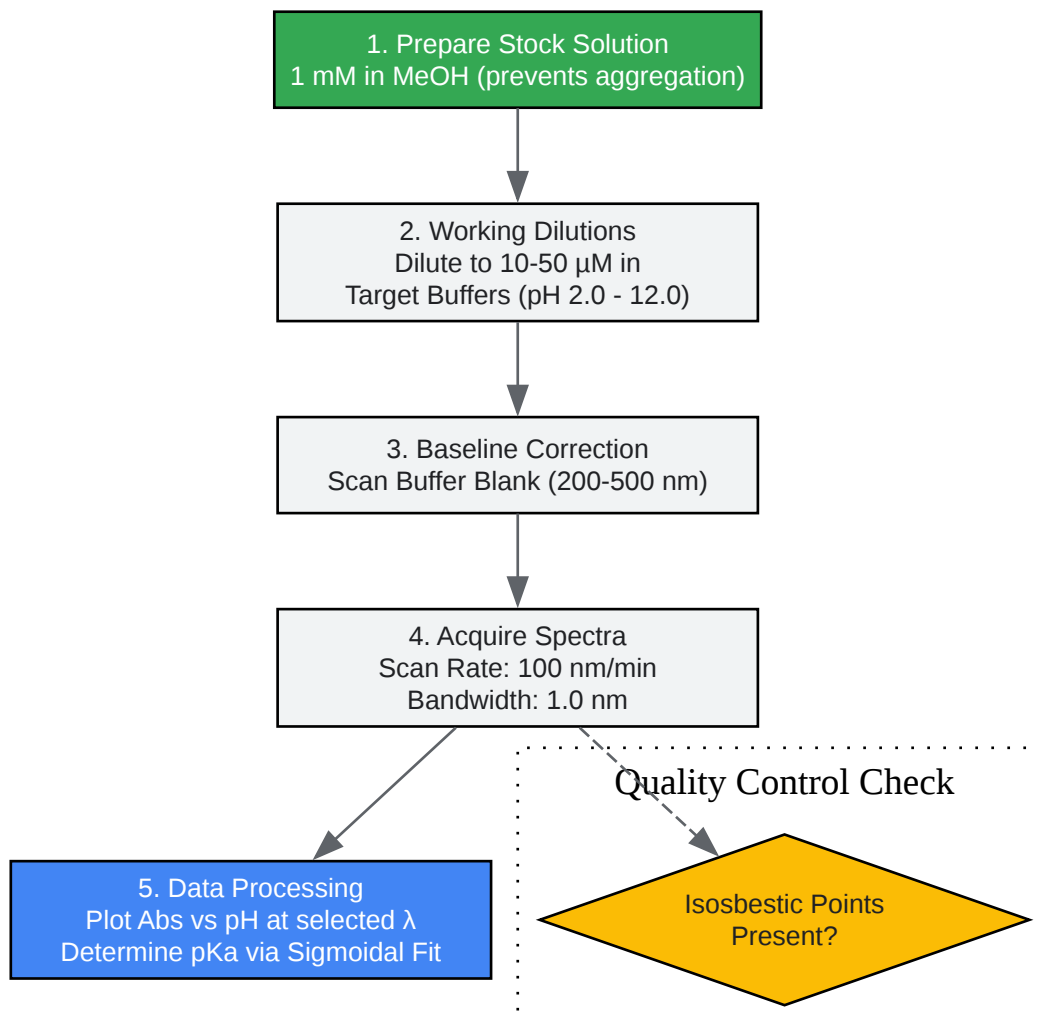 1. Prepare Stock Solution
1 mM in MeOH (prevents aggregation)
2. Working Dilutions
Dilute to 10-50 µM in
Target Buffers (pH 2.0 - 12.0)
3. Baseline Correction
Scan Buffer Blank (200-500 nm)
4. Acquire Spectra
Scan Rate: 100 nm/min
Bandwidth: 1.0 nm
Quality Control Check
5. Data Processing
Plot Abs vs pH at selected λ
Determine pKa via Sigmoidal Fit
Isosbestic Points
Present?